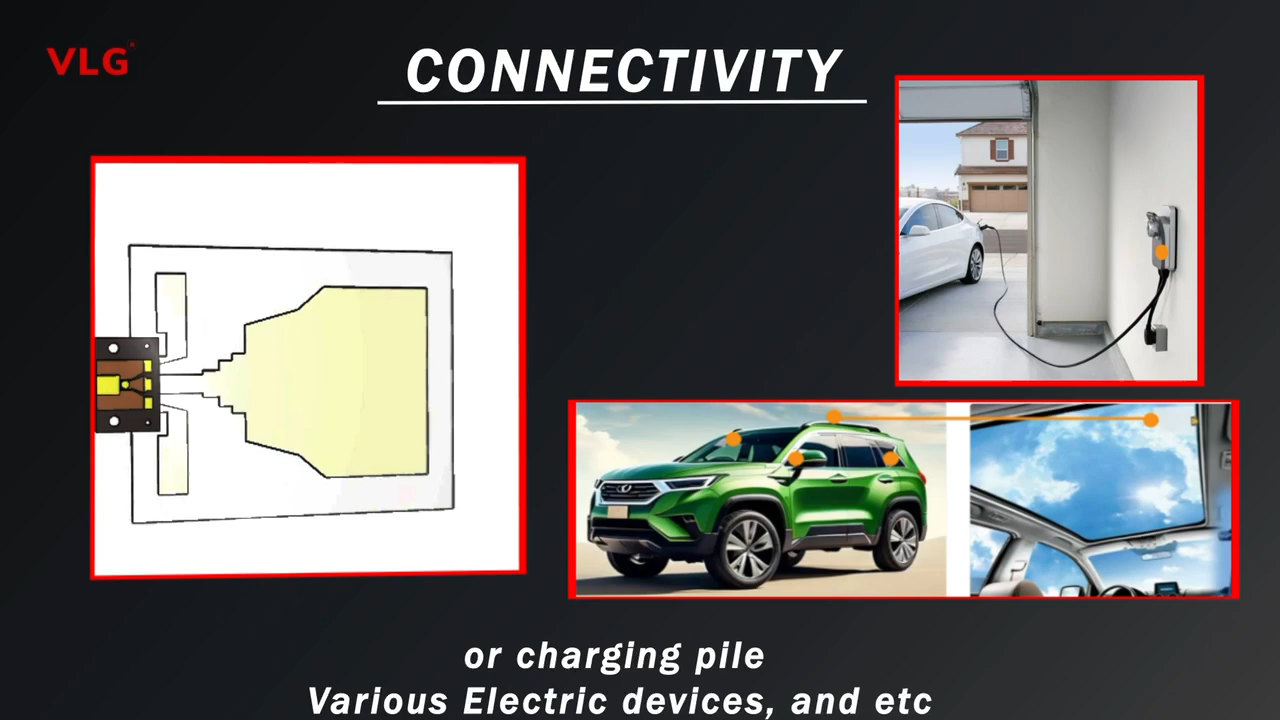 VLG
CONNECTIVITY
or charging pile
Various Electric devices, and etc